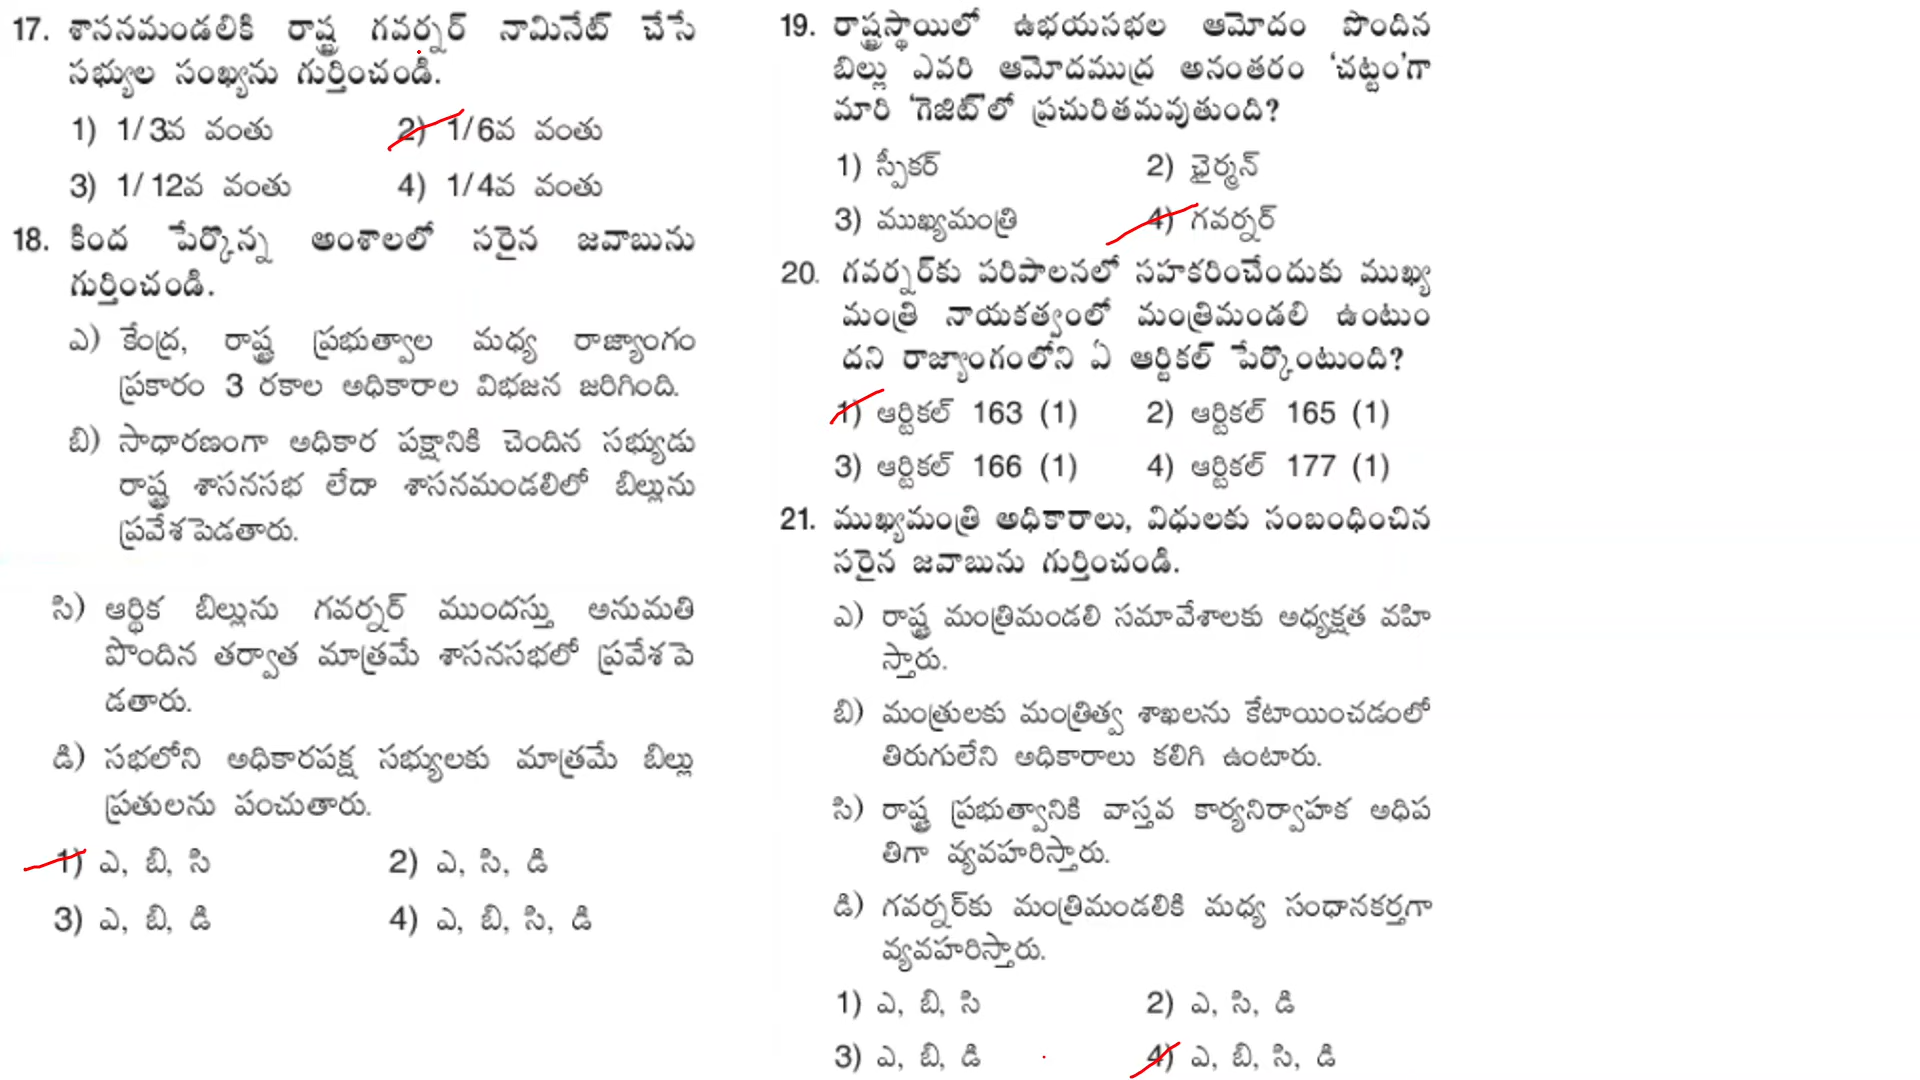 17. శాసనమండలికి రాష్ట్ర గవర్నర్ నామినేట్ చేసే
సభ్యుల సంఖ్యను గుర్తించండి.
1) 1/3వ వంతు 2) 1/6వ వంతు
3) 1/12వ వంతు 4) 1/4వ వంతు
18. కింద పేర్కొన్న అంశాలలో సరైన జవాబును
గుర్తించండి.
ఎ) కేంద్ర, రాష్ట్ర ప్రభుత్వాల మధ్య రాజ్యాంగం
ప్రకారం 3 రకాల అధికారాల విభజన జరిగింది.
బి) సాధారణంగా అధికార పక్షానికి చెందిన సభ్యుడు
రాష్ట్ర శాసనసభ లేదా శాసనమండలిలో బిల్లును
ప్రవేశపెడతారు.
సి) ఆర్థిక బిల్లును గవర్నర్ ముందస్తు అనుమతి
పొందిన తర్వాత మాత్రమే శాసనసభలో ప్రవేశపె
డతారు.
డి) సభలోని అధికారపక్ష సభ్యులకు మాత్రమే బిల్లు
ప్రతులను పంచుతారు.
1) ఎ, బి, సి 2) ఎ, సి, డి
3) ఎ, బి, డి 4) ఎ, బి, సి, డి
19. రాష్ట్రస్థాయిలో ఉభయసభల ఆమోదం పొందిన
బిల్లు ఎవరి ఆమోదముద్ర అనంతరం ‘చట్టం’గా
మారి ‘గెజిట్’లో ప్రచురితమవుతుంది?
1) స్పీకర్ 2) ఛైర్మన్
3) ముఖ్యమంత్రి 4) గవర్నర్
20. గవర్నర్‌కు పరిపాలనలో సహకరించేందుకు ముఖ్య
మంత్రి నాయకత్వంలో మంత్రిమండలి ఉంటుం
దని రాజ్యాంగంలోని ఏ ఆర్టికల్ పేర్కొంటుంది?
1) ఆర్టికల్ 163 (1) 2) ఆర్టికల్ 165 (1)
3) ఆర్టికల్ 166 (1) 4) ఆర్టికల్ 177 (1)
21. ముఖ్యమంత్రి అధికారాలు, విధులకు సంబంధించిన
సరైన జవాబును గుర్తించండి.
ఎ) రాష్ట్ర మంత్రిమండలి సమావేశాలకు అధ్యక్షత వహి
స్తారు.
బి) మంత్రులకు మంత్రిత్వ శాఖలను కేటాయించడంలో
తిరుగులేని అధికారాలు కలిగి ఉంటారు.
సి) రాష్ట్ర ప్రభుత్వానికి వాస్తవ కార్యనిర్వాహక అధిప
తిగా వ్యవహరిస్తారు.
డి) గవర్నర్‌కు మంత్రిమండలికి మధ్య సంధానకర్తగా
వ్యవహరిస్తారు.
1) ఎ, బి, సి 2) ఎ, సి, డి
3) ఎ, బి, డి 4) ఎ, బి, సి, డి